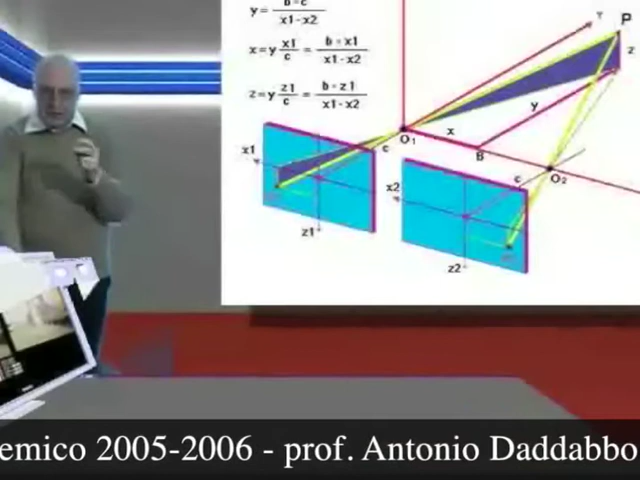 y = b·c / x1-x2
x = y x1/c = b·x1 / x1-x2
z = y z1/c = b·z1 / x1-x2
Y P
z
y
x1 O1 x
c B
x2 c O2
z1
z2
emico 2005-2006 - prof. Antonio Daddabbo